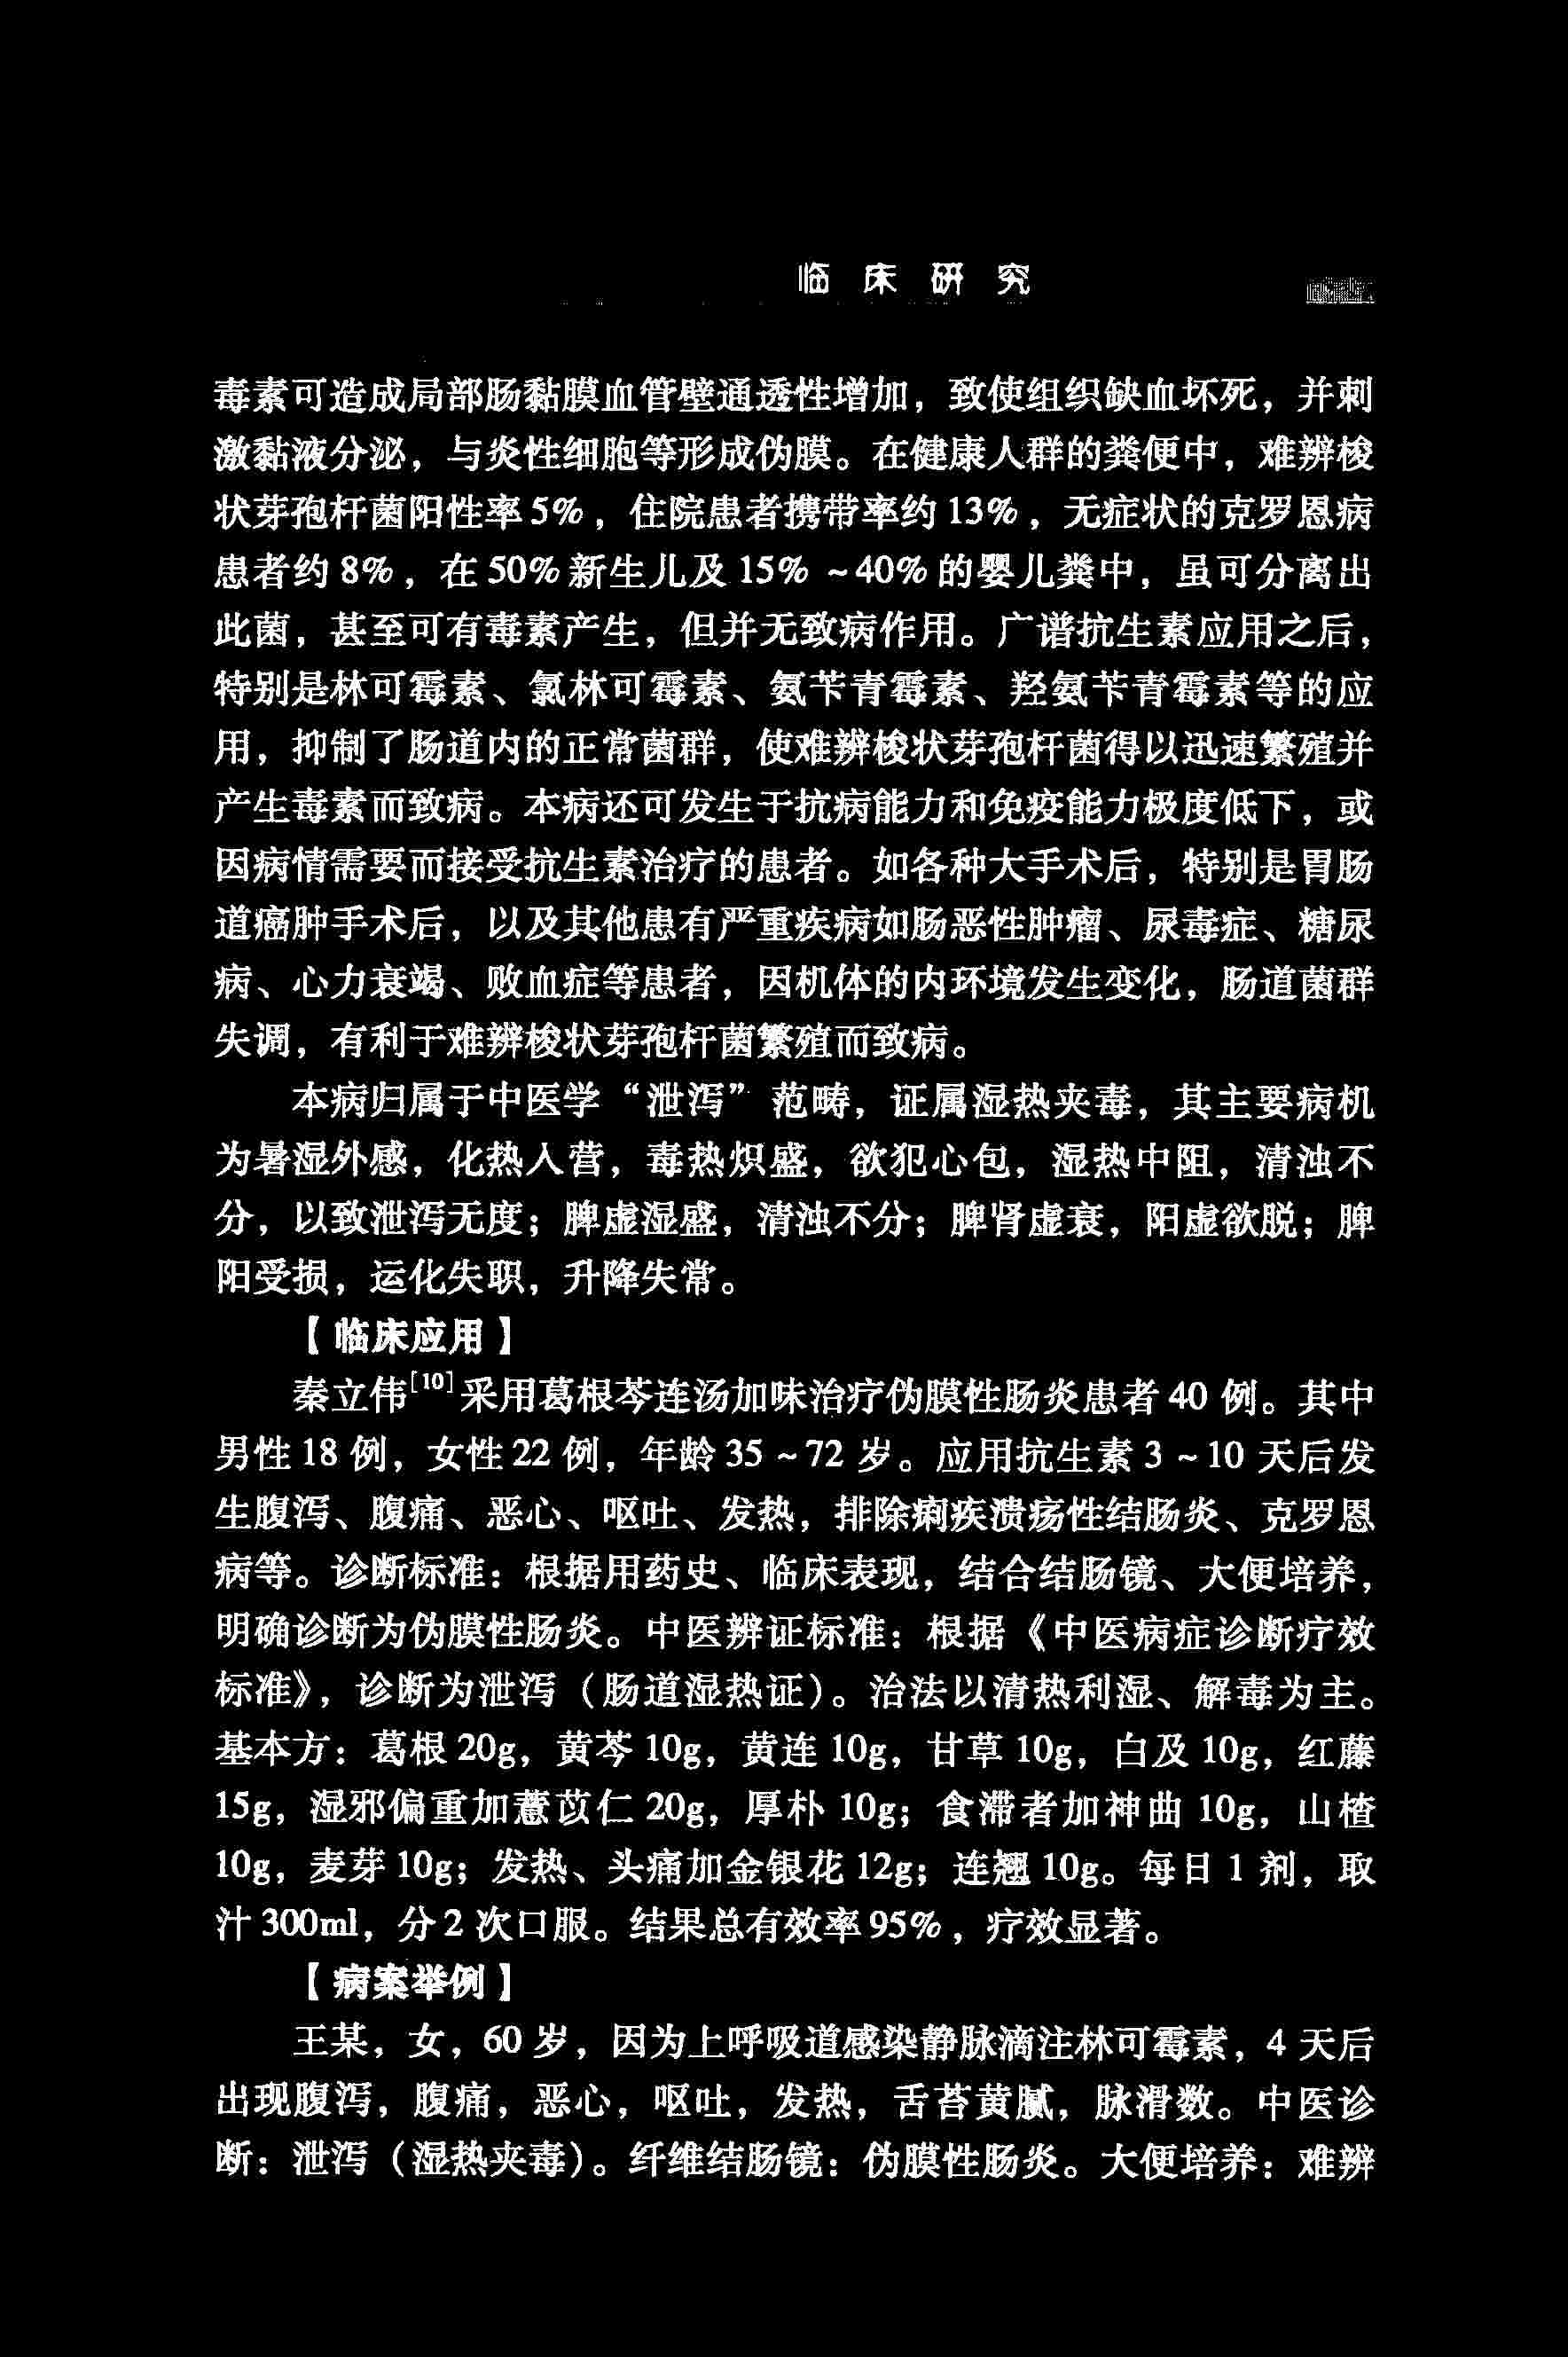 临床研究
毒素可造成局部肠黏膜血管壁通透性增加，致使组织缺血坏死，并刺
激黏液分泌，与炎性细胞等形成伪膜。在健康人群的粪便中，难辨梭
状芽孢杆菌阳性率5%，住院患者携带率约13%，无症状的克罗恩病
患者约8%，在50%新生儿及15%～40%的婴儿粪中，虽可分离出
此菌，甚至可有毒素产生，但并无致病作用。广谱抗生素应用之后，
特别是林可霉素、氯林可霉素、氨苄青霉素、羟氨苄青霉素等的应
用，抑制了肠道内的正常菌群，使难辨梭状芽孢杆菌得以迅速繁殖并
产生毒素而致病。本病还可发生于抗病能力和免疫能力极度低下，或
因病情需要而接受抗生素治疗的患者。如各种大手术后，特别是胃肠
道癌肿手术后，以及其他患有严重疾病如肠恶性肿瘤、尿毒症、糖尿
病、心力衰竭、败血症等患者，因机体的内环境发生变化，肠道菌群
失调，有利于难辨梭状芽孢杆菌繁殖而致病。
本病归属于中医学“泄泻”范畴，证属湿热夹毒，其主要病机
为暑湿外感，化热入营，毒热炽盛，欲犯心包，湿热中阻，清浊不
分，以致泄泻无度；脾虚湿盛，清浊不分；脾肾虚衰，阳虚欲脱；脾
阳受损，运化失职，升降失常。
【临床应用】
秦立伟[10]采用葛根芩连汤加味治疗伪膜性肠炎患者40例。其中
男性18例，女性22例，年龄35～72岁。应用抗生素3～10天后发
生腹泻、腹痛、恶心、呕吐、发热，排除痢疾溃疡性结肠炎、克罗恩
病等。诊断标准：根据用药史、临床表现，结合结肠镜、大便培养，
明确诊断为伪膜性肠炎。中医辨证标准：根据《中医病症诊断疗效
标准》，诊断为泄泻（肠道湿热证）。治法以清热利湿、解毒为主。
基本方：葛根20g，黄芩10g，黄连10g，甘草10g，白及10g，红藤
15g，湿邪偏重加薏苡仁20g，厚朴10g；食滞者加神曲10g，山楂
10g，麦芽10g；发热、头痛加金银花12g；连翘10g。每日1剂，取
汁300ml，分2次口服。结果总有效率95%，疗效显著。
【病案举例】
王某，女，60岁，因为上呼吸道感染静脉滴注林可霉素，4天后
出现腹泻，腹痛，恶心，呕吐，发热，舌苔黄腻，脉滑数。中医诊
断：泄泻（湿热夹毒）。纤维结肠镜：伪膜性肠炎。大便培养：难辨